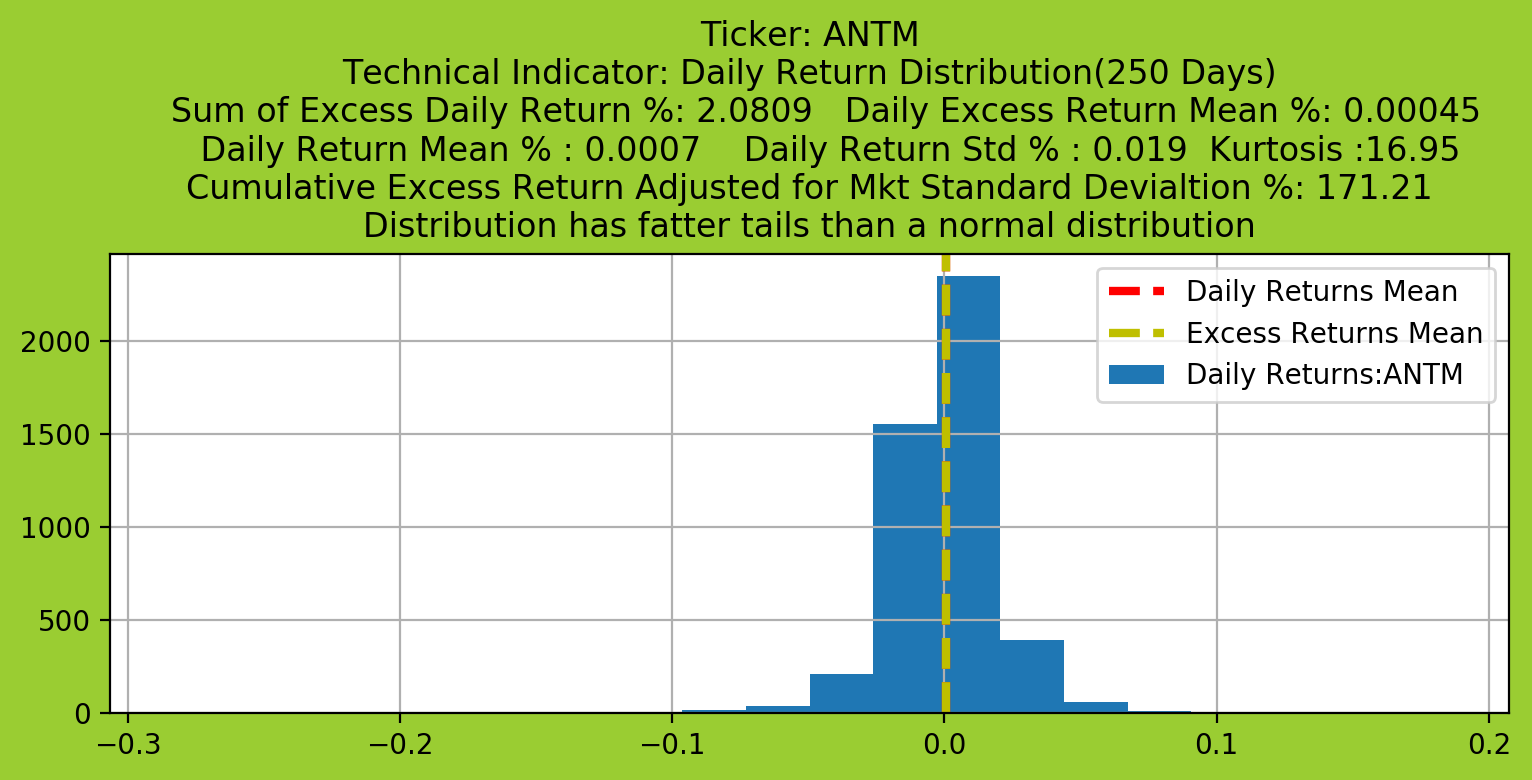 Ticker: ANTM
Technical Indicator: Daily Return Distribution(250 Days)
Sum of Excess Daily Return %: 2.0809   Daily Excess Return Mean %: 0.00045
Daily Return Mean % : 0.0007    Daily Return Std % : 0.019  Kurtosis :16.95
Cumulative Excess Return Adjusted for Mkt Standard Devialtion %: 171.21
Distribution has fatter tails than a normal distribution
Daily Returns Mean
Excess Returns Mean
Daily Returns:ANTM
2000
1500
1000
500
0
−0.3 −0.2 −0.1 0.0 0.1 0.2